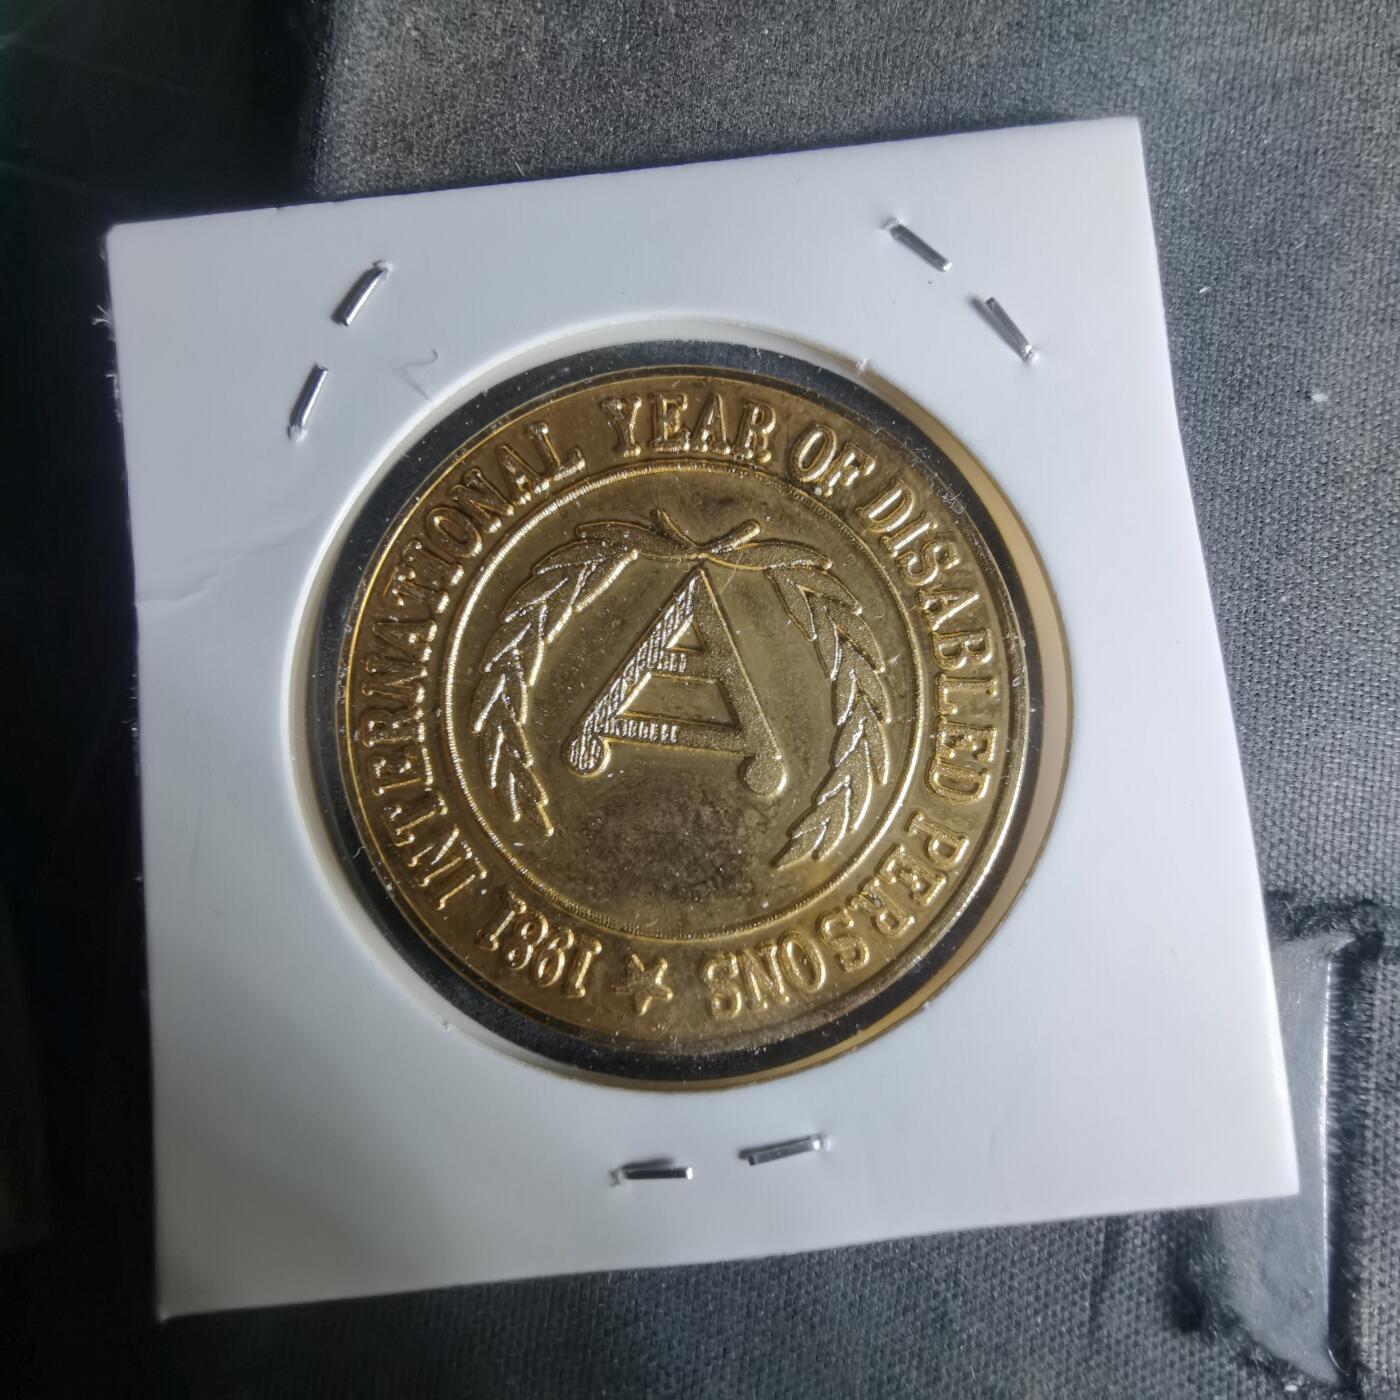 1981 INTERNATIONAL YEAR OF DISABLED PERSONS
A